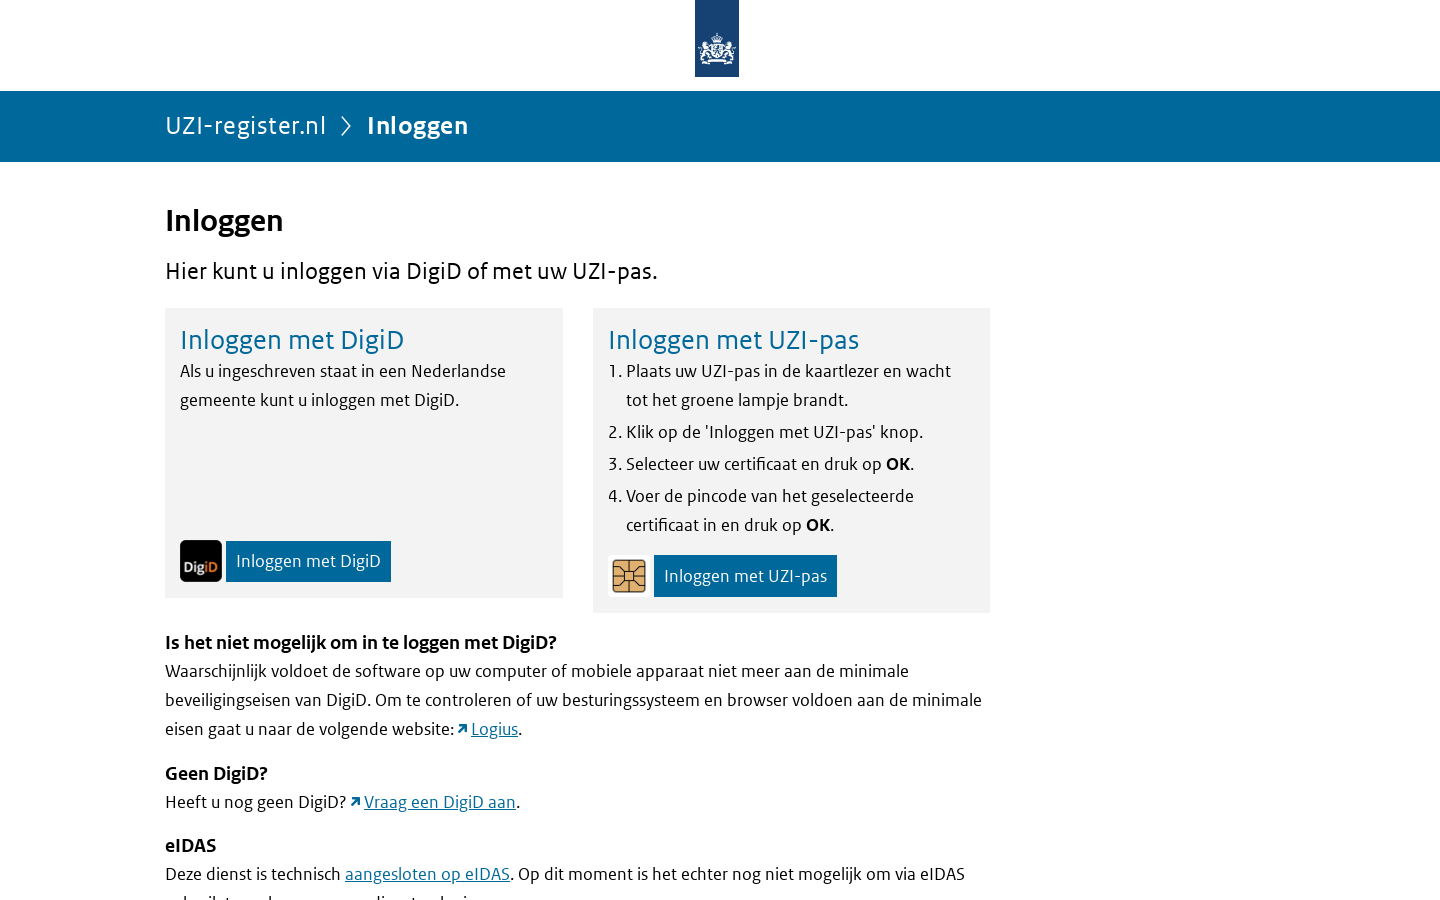 UZI-register.nl > Inloggen
Inloggen
Hier kunt u inloggen via DigiD of met uw UZI-pas.
Inloggen met DigiD
Als u ingeschreven staat in een Nederlandse
gemeente kunt u inloggen met DigiD.
DigiD Inloggen met DigiD
Inloggen met UZI-pas
1. Plaats uw UZI-pas in de kaartlezer en wacht
tot het groene lampje brandt.
2. Klik op de 'Inloggen met UZI-pas' knop.
3. Selecteer uw certificaat en druk op OK.
4. Voer de pincode van het geselecteerde
certificaat in en druk op OK.
Inloggen met UZI-pas
Is het niet mogelijk om in te loggen met DigiD?
Waarschijnlijk voldoet de software op uw computer of mobiele apparaat niet meer aan de minimale
beveiligingseisen van DigiD. Om te controleren of uw besturingssysteem en browser voldoen aan de minimale
eisen gaat u naar de volgende website: Logius.
Geen DigiD?
Heeft u nog geen DigiD? Vraag een DigiD aan.
eIDAS
Deze dienst is technisch aangesloten op eIDAS. Op dit moment is het echter nog niet mogelijk om via eIDAS